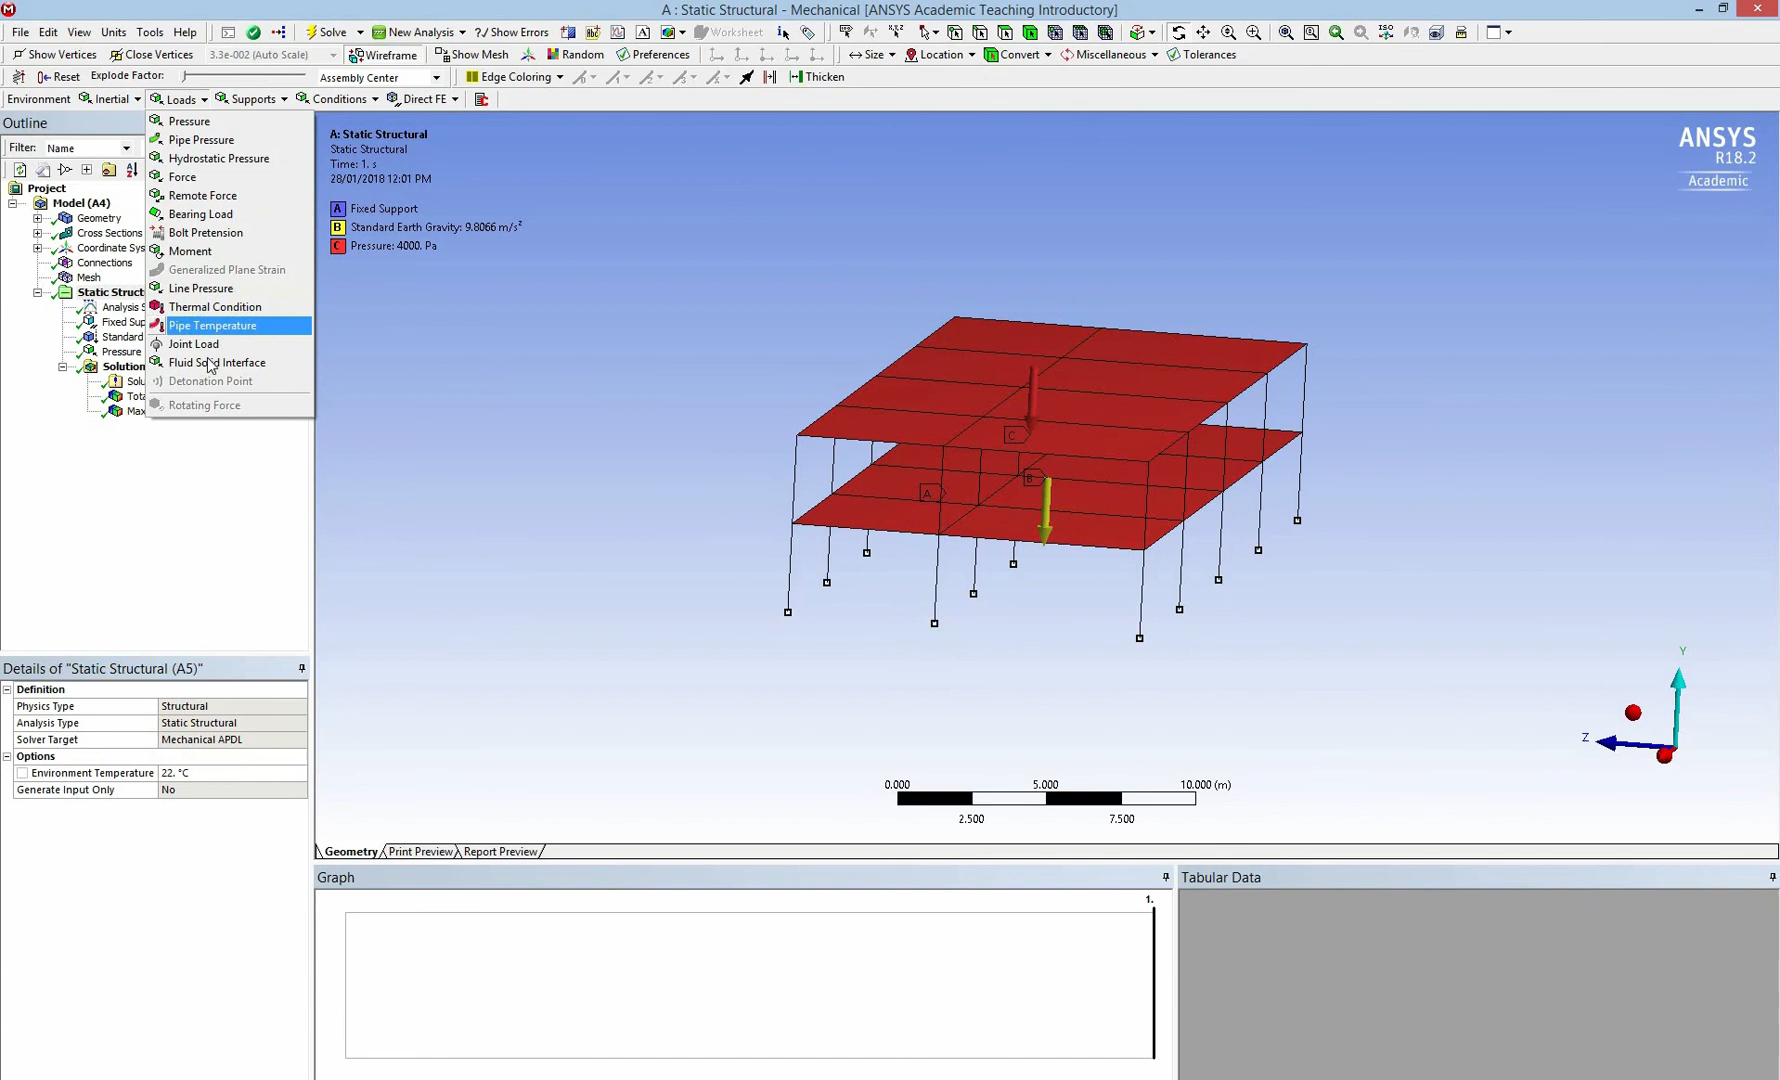 A : Static Structural - Mechanical [ANSYS Academic Teaching Introductory]
File Edit View Units Tools Help Solve New Analysis ?/ Show Errors Worksheet
Show Vertices Close Vertices 3.3e-002 (Auto Scale) Wireframe Show Mesh Random Preferences Size Location Convert Miscellaneous Tolerances
Reset Explode Factor: Assembly Center Edge Coloring Thicken
Environment Inertial Loads Supports Conditions Direct FE
Outline
Filter: Name
Project
Model (A4)
Geometry
Cross Sections
Coordinate Sys
Connections
Mesh
Static Struct
Analysis S
Fixed Sup
Standard
Pressure
Solution
Solu
Tota
Max
Pressure
Pipe Pressure
Hydrostatic Pressure
Force
Remote Force
Bearing Load
Bolt Pretension
Moment
Generalized Plane Strain
Line Pressure
Thermal Condition
Pipe Temperature
Joint Load
Fluid Solid Interface
Detonation Point
Rotating Force
A: Static Structural
Static Structural
Time: 1. s
28/01/2018 12:01 PM
A Fixed Support
B Standard Earth Gravity: 9.8066 m/s²
C Pressure: 4000. Pa
ANSYS
R18.2
Academic
C
B
A
Y
Z
0.000 5.000 10.000 (m)
2.500 7.500
Details of "Static Structural (A5)"
Definition
Physics Type Structural
Analysis Type Static Structural
Solver Target Mechanical APDL
Options
Environment Temperature 22. °C
Generate Input Only No
Geometry Print Preview Report Preview
Graph
1.
Tabular Data